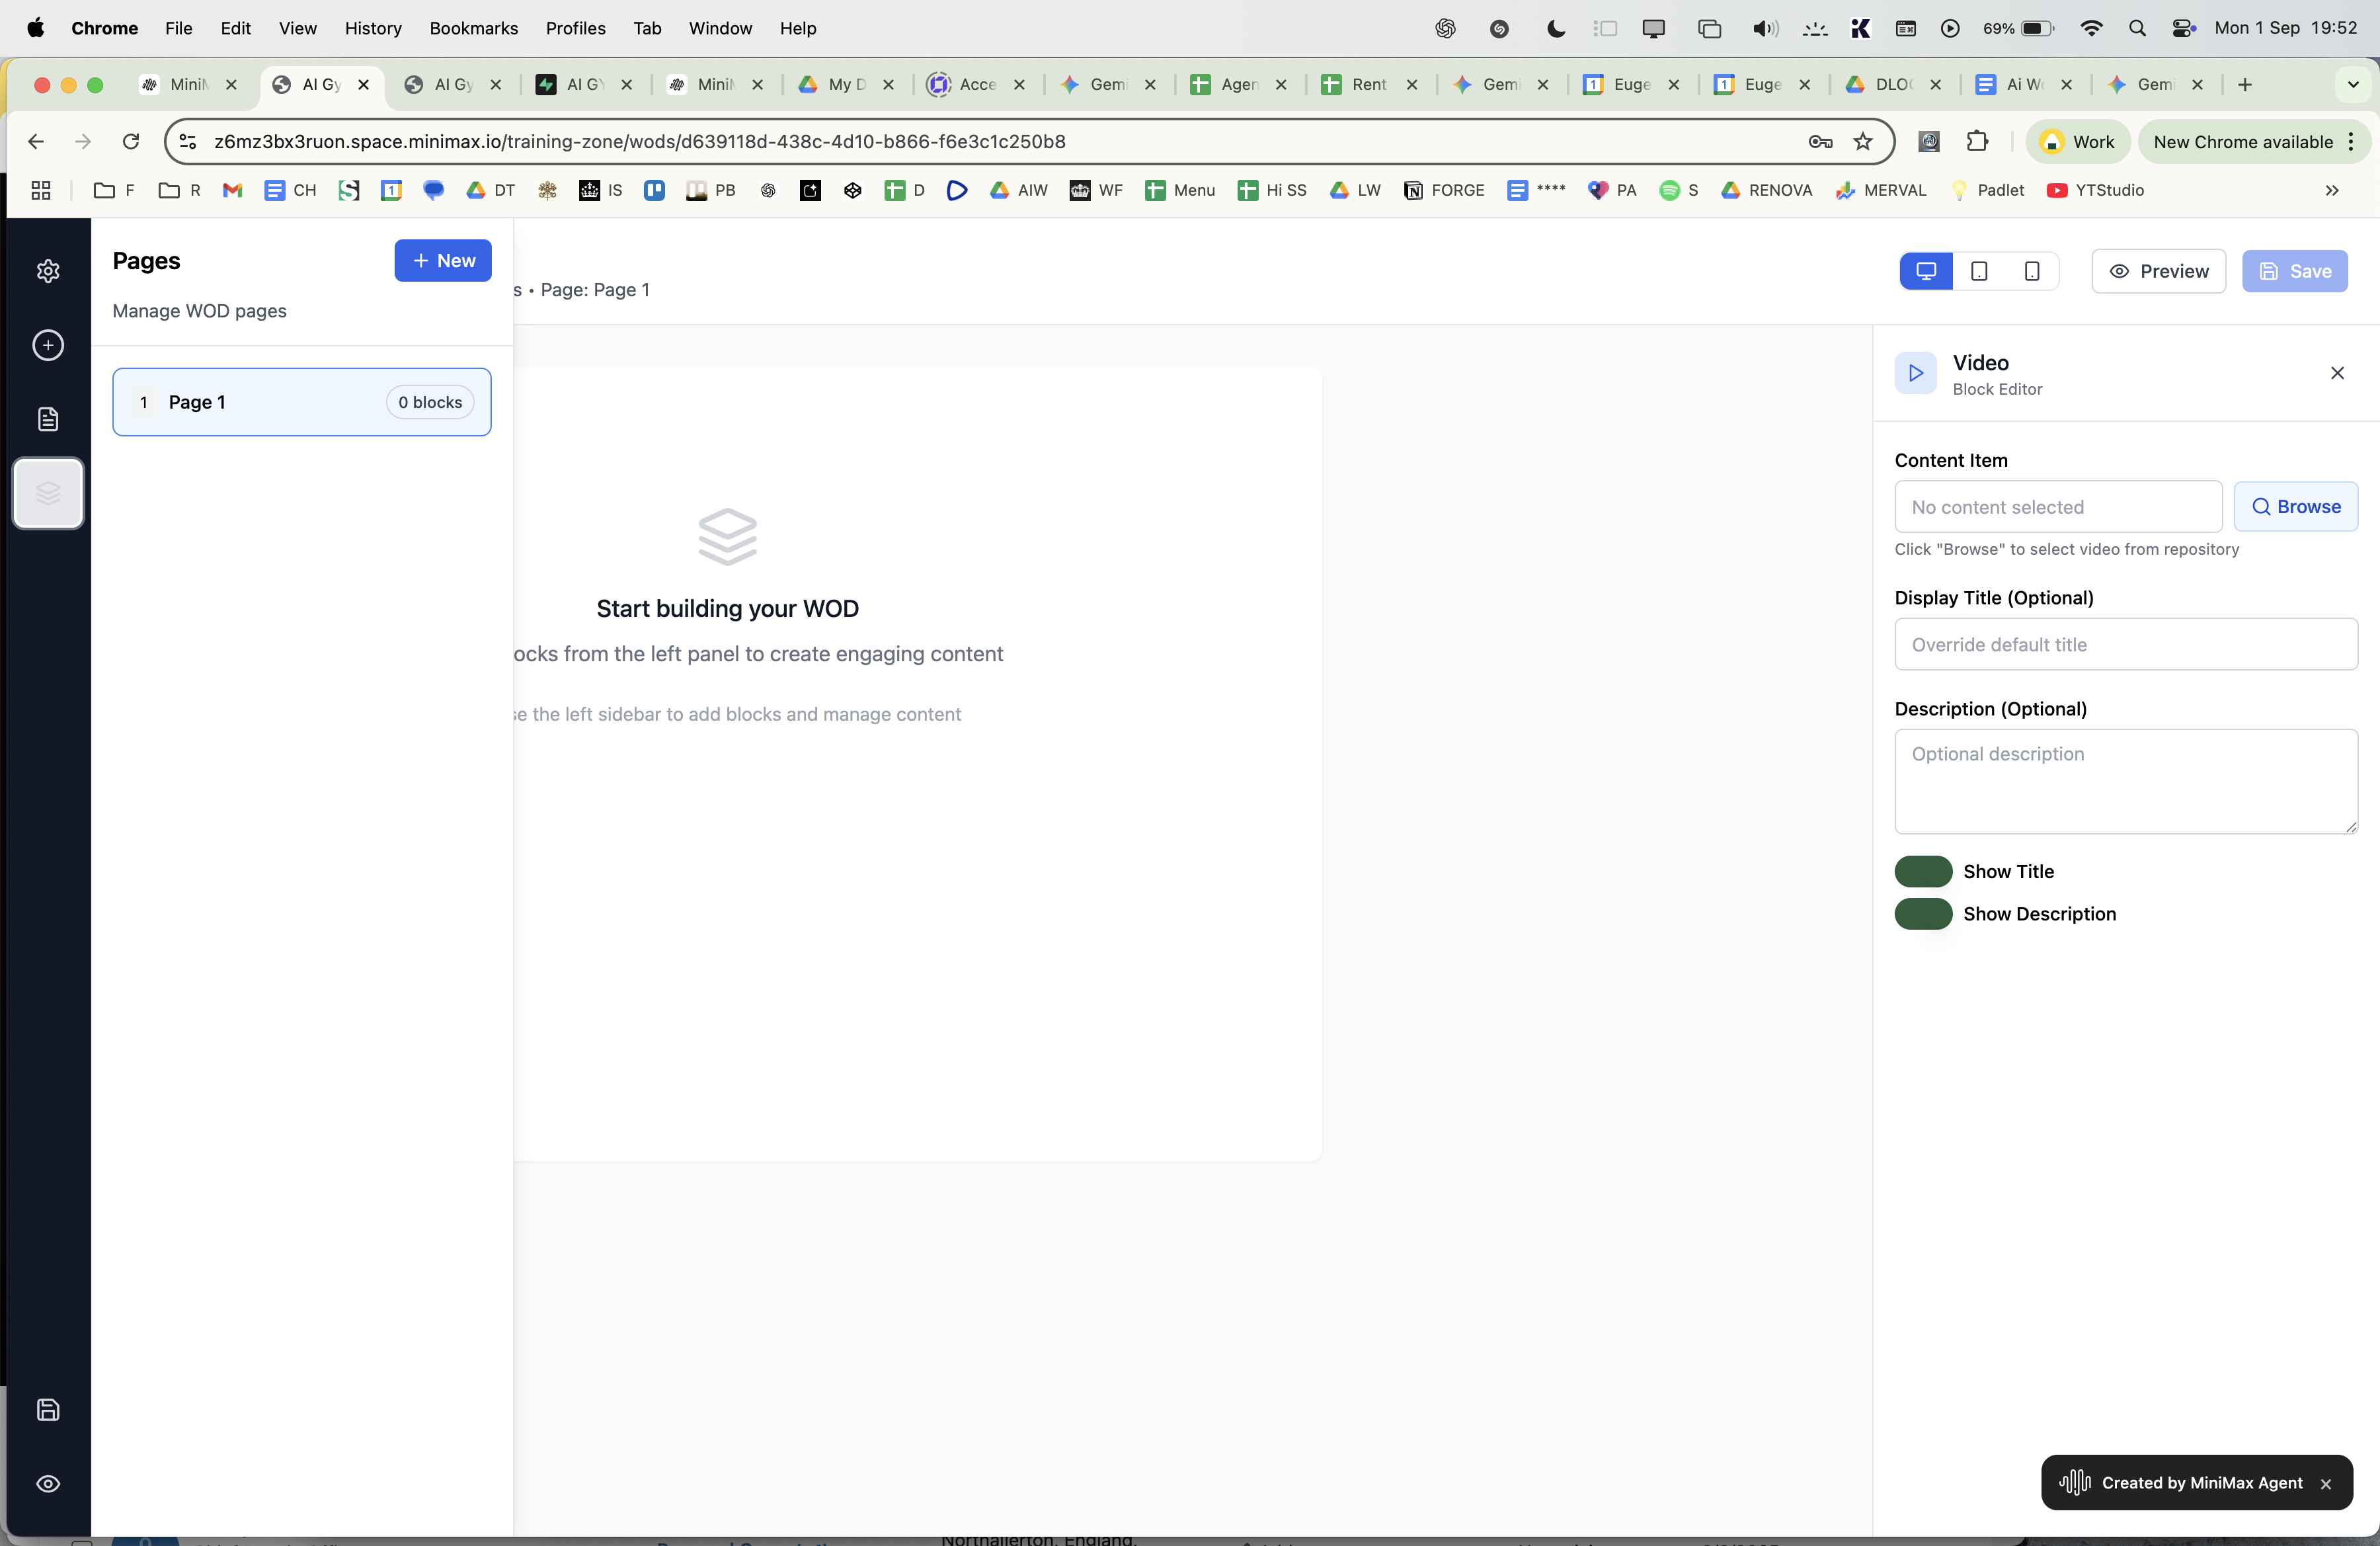 Chrome File Edit View History Bookmarks Profiles Tab Window Help 69% Mon 1 Sep 19:52
MiniM AI Gy AI Gy AI GY MiniM My D Acce Gemi Agen Rent Gemi Euge Euge DLO Ai W Gemi
z6mz3bx3ruon.space.minimax.io/training-zone/wods/d639118d-438c-4d10-b866-f6e3c1c250b8 Work New Chrome available
F R CH 1 DT IS PB D AIW WF Menu Hi SS LW FORGE **** PA S RENOVA MERVAL Padlet YTStudio
Pages
+ New
Manage WOD pages
1 Page 1 0 blocks
s • Page: Page 1
Preview
Save
Start building your WOD
ocks from the left panel to create engaging content
se the left sidebar to add blocks and manage content
Video
Block Editor
Content Item
No content selected
Browse
Click "Browse" to select video from repository
Display Title (Optional)
Override default title
Description (Optional)
Optional description
Show Title
Show Description
Created by MiniMax Agent
Northallerton, England,